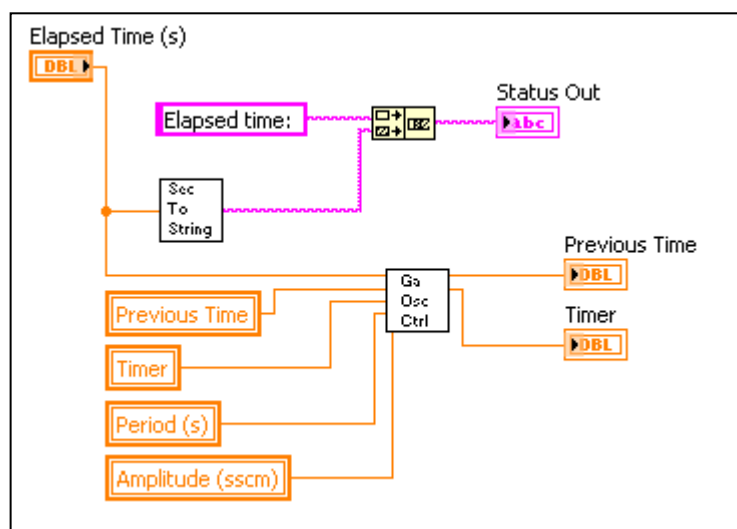 Elapsed Time (s)
DBL
Status Out
Elapsed time:
abc
Sec
To
String
Previous Time
Ga
Osc
Ctrl
DBL
Previous Time
Timer
DBL
Timer
Period (s)
Amplitude (sscm)